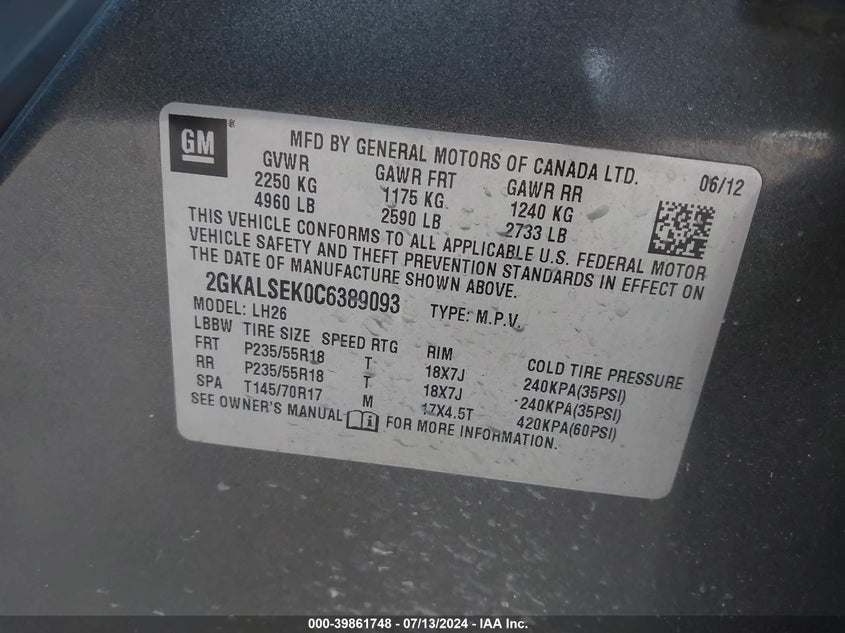 GM ®
MFD BY GENERAL MOTORS OF CANADA LTD. 06/12
GVWR GAWR FRT GAWR RR
2250 KG 1175 KG 1240 KG
4960 LB 2590 LB 2733 LB
THIS VEHICLE CONFORMS TO ALL APPLICABLE U.S. FEDERAL MOTOR
VEHICLE SAFETY AND THEFT PREVENTION STANDARDS IN EFFECT ON
THE DATE OF MANUFACTURE SHOWN ABOVE.
2GKALSEK0C6389093 TYPE: M.P.V.
MODEL: LH26
LBBW TIRE SIZE SPEED RTG RIM COLD TIRE PRESSURE
FRT P235/55R18 T 18X7J 240KPA(35PSI)
RR P235/55R18 T 18X7J 240KPA(35PSI)
SPA T145/70R17 M 17X4.5T 420KPA(60PSI)
SEE OWNER'S MANUAL FOR MORE INFORMATION.
000-39861748 - 07/13/2024 - IAA Inc.